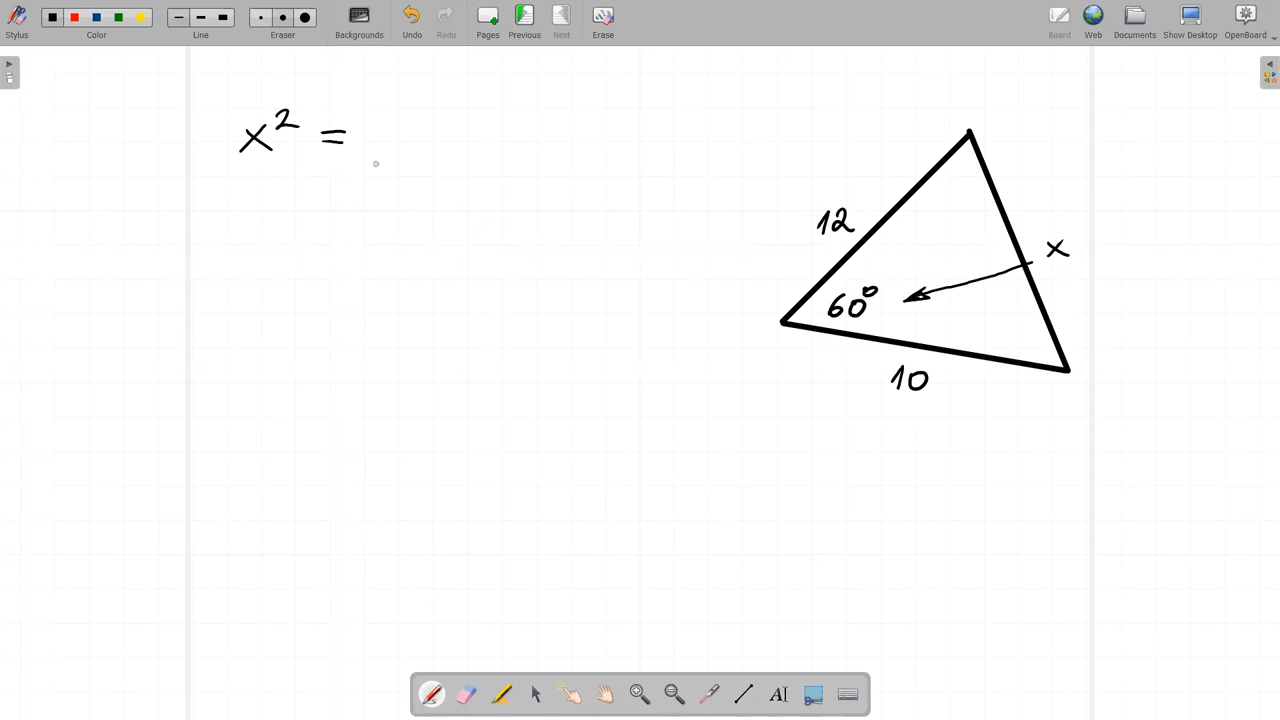 Stylus Color Line Eraser Backgrounds Undo Redo Pages Previous Next Erase Board Web Documents Show Desktop OpenBoard
x² =
12
x
60°
10
AI